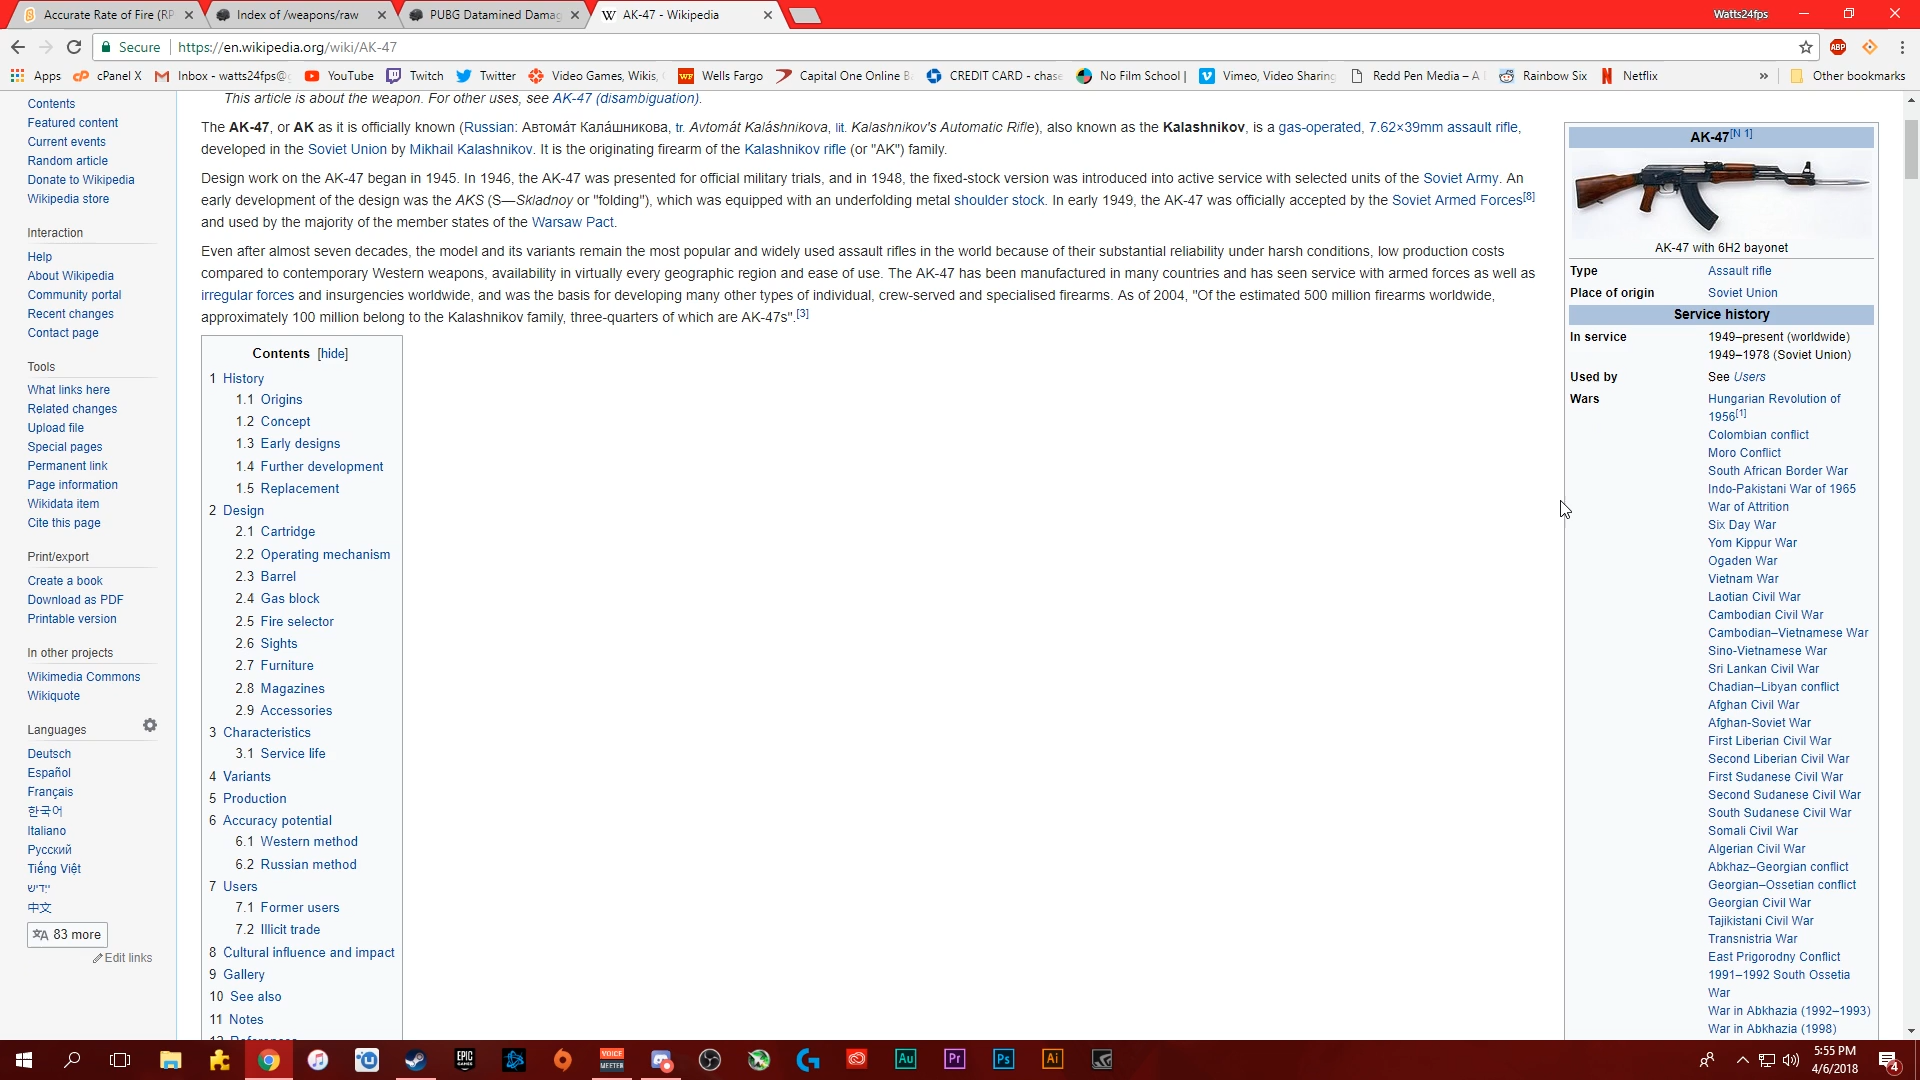 Accurate Rate of Fire (RP
Index of /weapons/raw
PUBG Datamined Damag
AK-47 - Wikipedia
Watts24fps
Secure
https://en.wikipedia.org/wiki/AK-47
Apps
cPanel X
Inbox - watts24fps@
YouTube
Twitch
Twitter
Video Games, Wikis,
Wells Fargo
Capital One Online B
CREDIT CARD - chase
No Film School |
Vimeo, Video Sharing
Redd Pen Media – A
Rainbow Six
Netflix
»
Other bookmarks
ABP
Contents
Featured content
Current events
Random article
Donate to Wikipedia
Wikipedia store
Interaction
Help
About Wikipedia
Community portal
Recent changes
Contact page
Tools
What links here
Related changes
Upload file
Special pages
Permanent link
Page information
Wikidata item
Cite this page
Print/export
Create a book
Download as PDF
Printable version
In other projects
Wikimedia Commons
Wikiquote
Languages
Deutsch
Español
Français
한국어
Italiano
Русский
Tiếng Việt
ייִדיש
中文
83 more
Edit links
This article is about the weapon. For other uses, see AK-47 (disambiguation).
The AK-47, or AK as it is officially known (Russian: Автома́т Кала́шникова, tr. Avtomát Kaláshnikova, lit. Kalashnikov's Automatic Rifle), also known as the Kalashnikov, is a gas-operated, 7.62×39mm assault rifle,
developed in the Soviet Union by Mikhail Kalashnikov. It is the originating firearm of the Kalashnikov rifle (or "AK") family.
Design work on the AK-47 began in 1945. In 1946, the AK-47 was presented for official military trials, and in 1948, the fixed-stock version was introduced into active service with selected units of the Soviet Army. An
early development of the design was the AKS (S—Skladnoy or "folding"), which was equipped with an underfolding metal shoulder stock. In early 1949, the AK-47 was officially accepted by the Soviet Armed Forces[8]
and used by the majority of the member states of the Warsaw Pact.
Even after almost seven decades, the model and its variants remain the most popular and widely used assault rifles in the world because of their substantial reliability under harsh conditions, low production costs
compared to contemporary Western weapons, availability in virtually every geographic region and ease of use. The AK-47 has been manufactured in many countries and has seen service with armed forces as well as
irregular forces and insurgencies worldwide, and was the basis for developing many other types of individual, crew-served and specialised firearms. As of 2004, "Of the estimated 500 million firearms worldwide,
approximately 100 million belong to the Kalashnikov family, three-quarters of which are AK-47s".[3]
Contents [hide]
1 History
1.1 Origins
1.2 Concept
1.3 Early designs
1.4 Further development
1.5 Replacement
2 Design
2.1 Cartridge
2.2 Operating mechanism
2.3 Barrel
2.4 Gas block
2.5 Fire selector
2.6 Sights
2.7 Furniture
2.8 Magazines
2.9 Accessories
3 Characteristics
3.1 Service life
4 Variants
5 Production
6 Accuracy potential
6.1 Western method
6.2 Russian method
7 Users
7.1 Former users
7.2 Illicit trade
8 Cultural influence and impact
9 Gallery
10 See also
11 Notes
AK-47[N 1]
AK-47 with 6H2 bayonet
Type Assault rifle
Place of origin Soviet Union
Service history
In service 1949–present (worldwide)
1949–1978 (Soviet Union)
Used by See Users
Wars Hungarian Revolution of
1956[1]
Colombian conflict
Moro Conflict
South African Border War
Indo-Pakistani War of 1965
War of Attrition
Six Day War
Yom Kippur War
Ogaden War
Vietnam War
Laotian Civil War
Cambodian Civil War
Cambodian–Vietnamese War
Sino-Vietnamese War
Sri Lankan Civil War
Chadian–Libyan conflict
Afghan Civil War
Afghan-Soviet War
First Liberian Civil War
Second Liberian Civil War
First Sudanese Civil War
Second Sudanese Civil War
South Sudanese Civil War
Somali Civil War
Algerian Civil War
Abkhaz–Georgian conflict
Georgian–Ossetian conflict
Georgian Civil War
Tajikistani Civil War
Transnistria War
East Prigorodny Conflict
1991–1992 South Ossetia
War
War in Abkhazia (1992–1993)
War in Abkhazia (1998)
EPIC GAMES
VOICE MEETER
Au
Pr
Ps
Ai
5:55 PM
4/6/2018
4